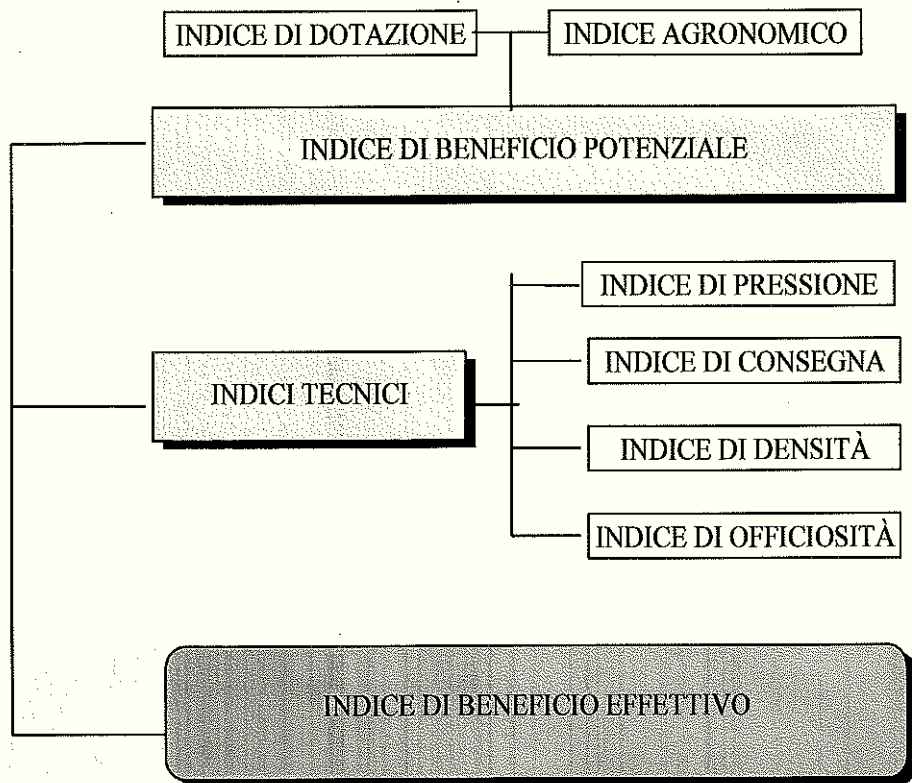 INDICE DI DOTAZIONE
INDICE AGRONOMICO
INDICE DI BENEFICIO POTENZIALE
INDICE DI PRESSIONE
INDICE DI CONSEGNA
INDICI TECNICI
INDICE DI DENSITÀ
INDICE DI OFFICIOSITÀ
INDICE DI BENEFICIO EFFETTIVO